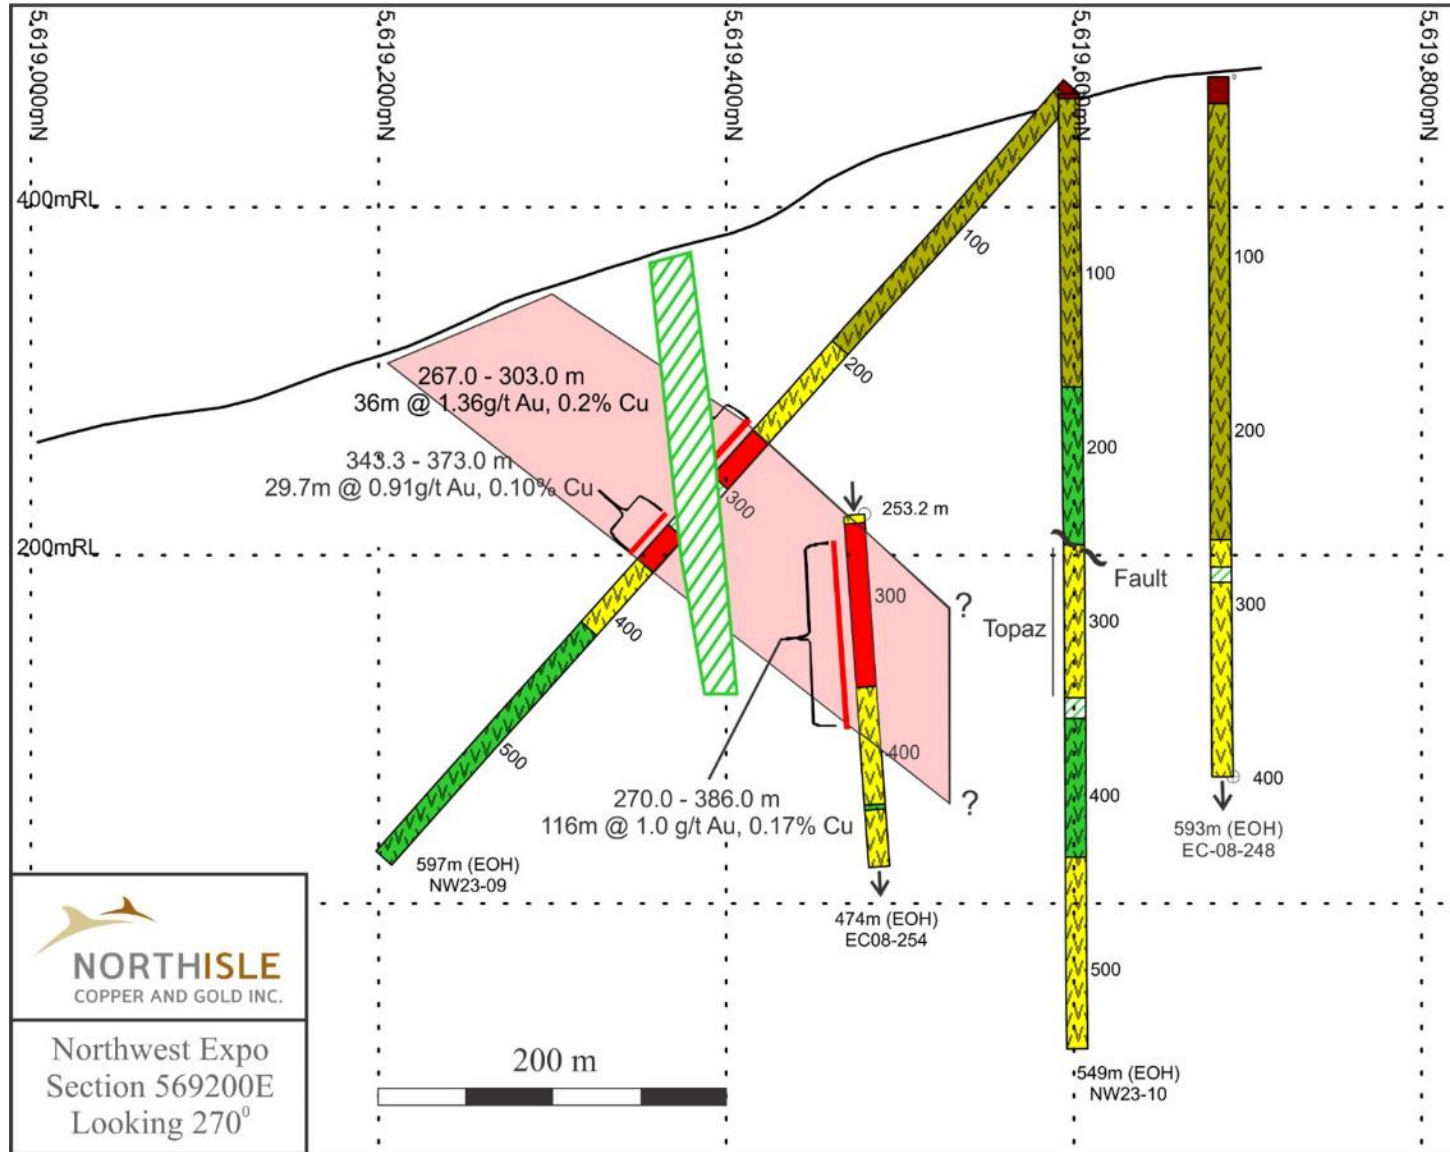 5,619,000mN
5,619,200mN
5,619,400mN
5,619,600mN
5,619,800mN
400mRL
200mRL
100
200
300
400
500
267.0 - 303.0 m
36m @ 1.36g/t Au, 0.2% Cu
343.3 - 373.0 m
29.7m @ 0.91g/t Au, 0.10% Cu
597m (EOH)
NW23-09
253.2 m
300
400
270.0 - 386.0 m
116m @ 1.0 g/t Au, 0.17% Cu
474m (EOH)
EC08-254
?
?
Topaz
Fault
100
200
300
400
500
549m (EOH)
NW23-10
100
200
300
400
593m (EOH)
EC-08-248
NORTHISLE
COPPER AND GOLD INC.
Northwest Expo
Section 569200E
Looking 270⁰
200 m